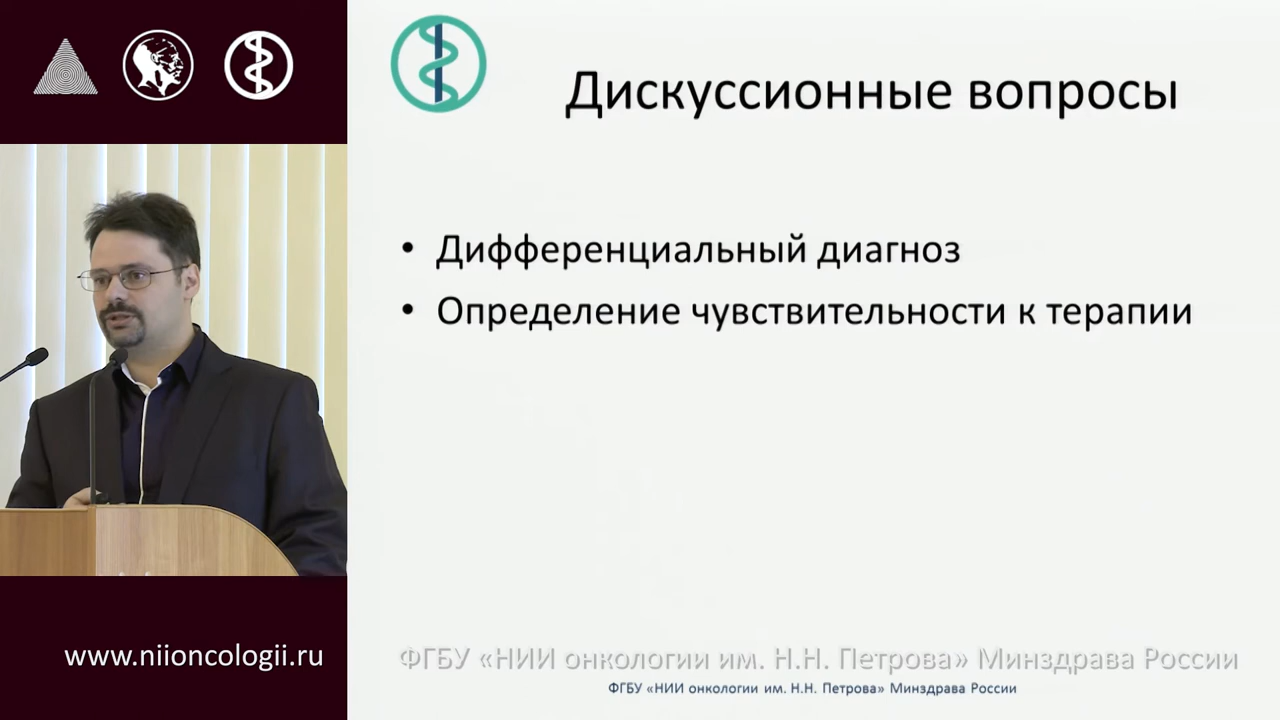 Дискуссионные вопросы
• Дифференциальный диагноз
• Определение чувствительности к терапии
www.niioncologii.ru
ФГБУ «НИИ онкологии им. Н.Н. Петрова» Минздрава России
ФГБУ «НИИ онкологии им. Н.Н. Петрова» Минздрава России